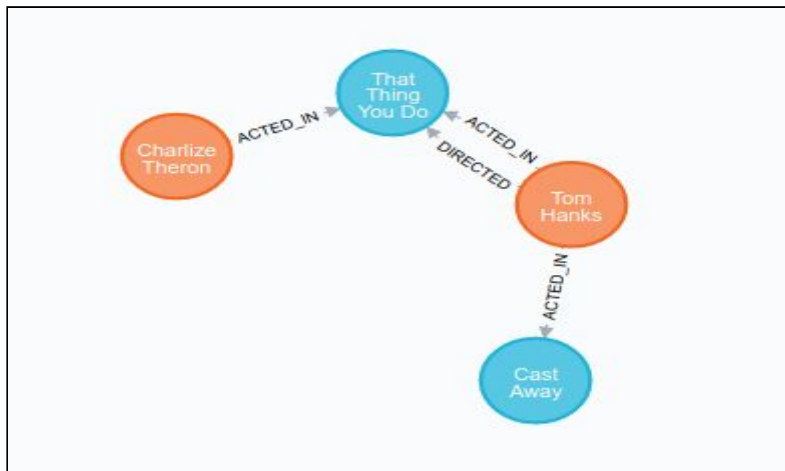 That
Thing
You Do
ACTED_IN
Charlize
Theron
ACTED_IN
DIRECTED
Tom
Hanks
ACTED_IN
Cast
Away